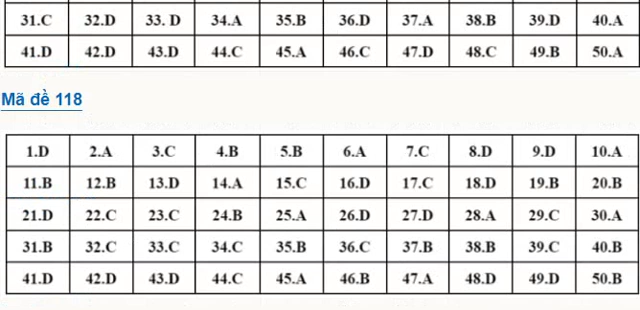 31.C 32.D 33. D 34.A 35.B 36.D 37.A 38.B 39.D 40.A
41.D 42.D 43.D 44.C 45.A 46.C 47.D 48.C 49.B 50.A
Mã đề 118
1.D 2.A 3.C 4.B 5.B 6.A 7.C 8.D 9.D 10.A
11.B 12.B 13.D 14.A 15.C 16.D 17.C 18.D 19.B 20.B
21.D 22.C 23.C 24.B 25.A 26.D 27.D 28.A 29.C 30.A
31.B 32.C 33.C 34.C 35.B 36.C 37.B 38.B 39.C 40.B
41.D 42.D 43.D 44.C 45.A 46.B 47.A 48.D 49.D 50.B